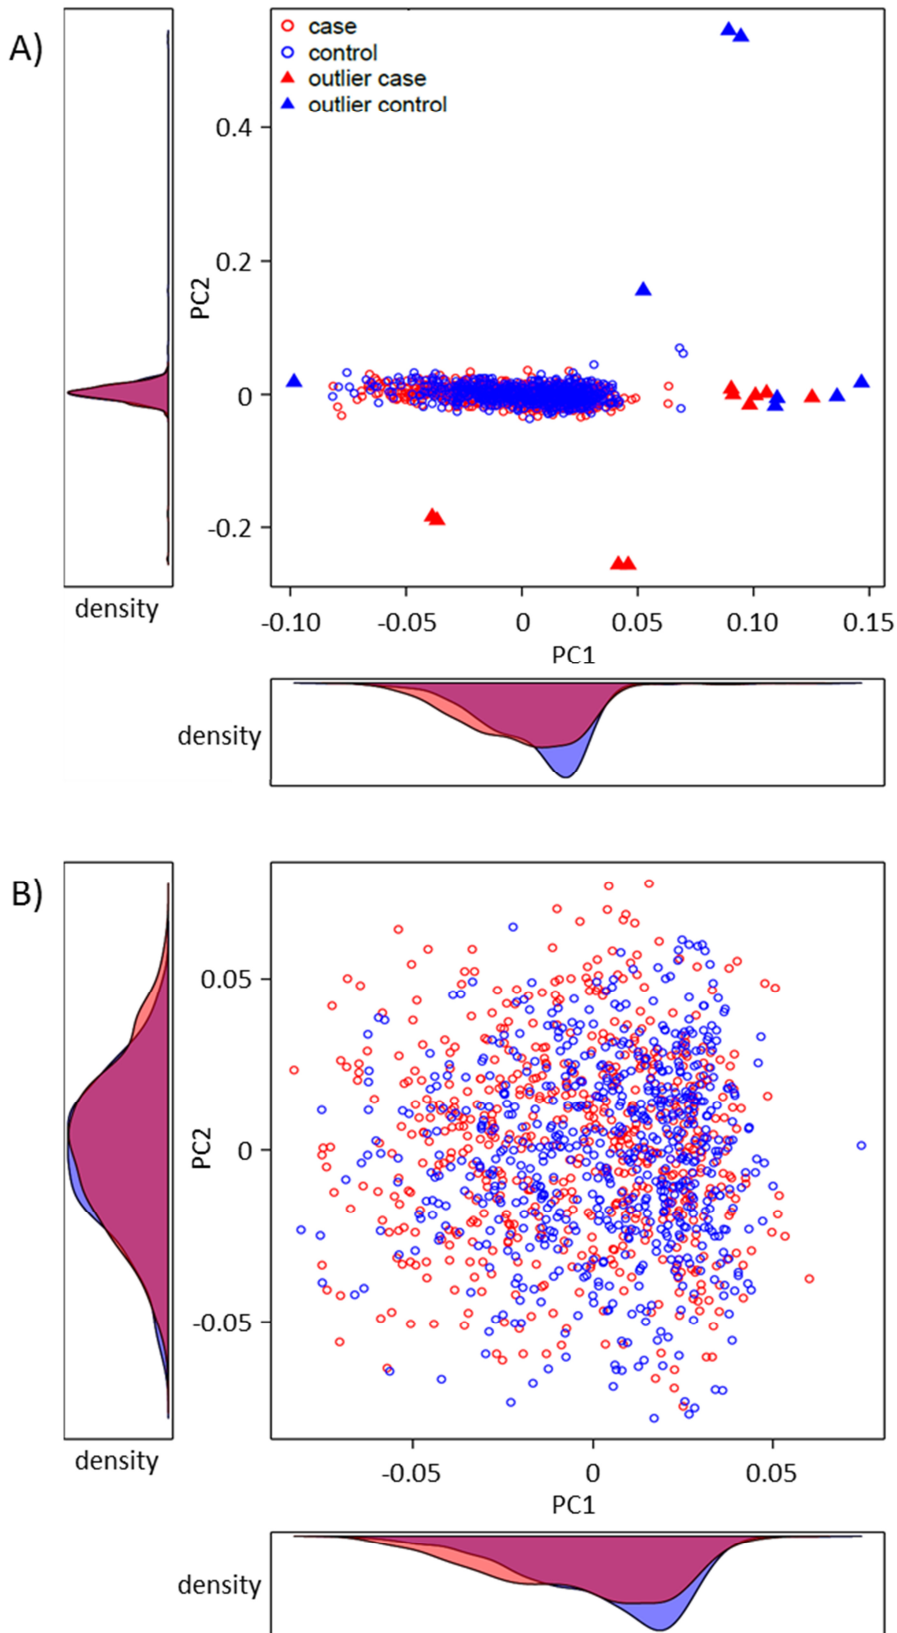 A)
case
control
outlier case
outlier control
0.4
0.2
PC2
0
-0.2
density
-0.10 -0.05 0 0.05 0.10 0.15
PC1
density
B)
0.05
PC2
0
-0.05
density
-0.05 0 0.05
PC1
density